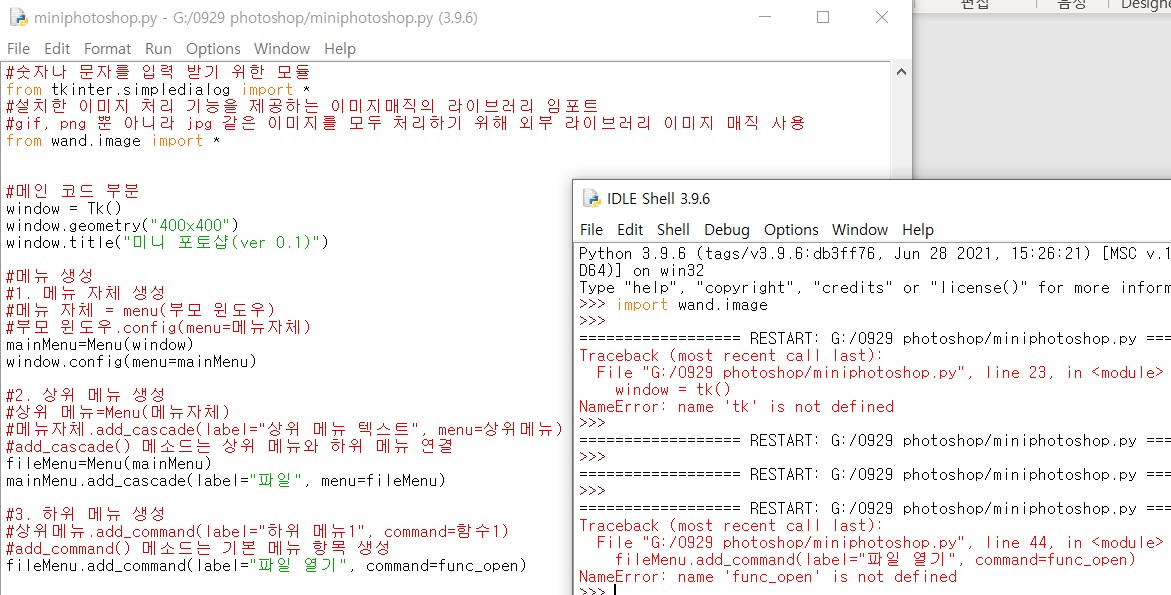 miniphotoshop.py - G:/0929 photoshop/miniphotoshop.py (3.9.6)
File Edit Format Run Options Window Help
#숫자나 문자를 입력 받기 위한 모듈
from tkinter.simpledialog import *
#설치한 이미지 처리 기능을 제공하는 이미지매직의 라이브러리 임포트
#gif, png 뿐 아니라 jpg 같은 이미지를 모두 처리하기 위해 외부 라이브러리 이미지 매직 사용
from wand.image import *
#메인 코드 부분
window = Tk()
window.geometry("400x400")
window.title("미니 포토샵(ver 0.1)")
#메뉴 생성
#1. 메뉴 자체 생성
#메뉴 자체 = menu(부모 윈도우)
#부모 윈도우.config(menu=메뉴자체)
mainMenu=Menu(window)
window.config(menu=mainMenu)
#2. 상위 메뉴 생성
#상위 메뉴=Menu(메뉴자체)
#메뉴자체.add_cascade(label="상위 메뉴 텍스트", menu=상위메뉴)
#add_cascade() 메소드는 상위 메뉴와 하위 메뉴 연결
fileMenu=Menu(mainMenu)
mainMenu.add_cascade(label="파일", menu=fileMenu)
#3. 하위 메뉴 생성
#상위메뉴.add_command(label="하위 메뉴1", command=함수1)
#add_command() 메소드는 기본 메뉴 항목 생성
fileMenu.add_command(label="파일 열기", command=func_open)
편집 음성 Designe
IDLE Shell 3.9.6
File Edit Shell Debug Options Window Help
Python 3.9.6 (tags/v3.9.6:db3ff76, Jun 28 2021, 15:26:21) [MSC v.1
D64)] on win32
Type "help", "copyright", "credits" or "license()" for more inform
>>> import wand.image
>>>
================== RESTART: G:/0929 photoshop/miniphotoshop.py ===
Traceback (most recent call last):
File "G:/0929 photoshop/miniphotoshop.py", line 23, in <module>
window = tk()
NameError: name 'tk' is not defined
>>>
================== RESTART: G:/0929 photoshop/miniphotoshop.py ===
>>>
================== RESTART: G:/0929 photoshop/miniphotoshop.py ===
>>>
================== RESTART: G:/0929 photoshop/miniphotoshop.py ===
Traceback (most recent call last):
File "G:/0929 photoshop/miniphotoshop.py", line 44, in <module>
fileMenu.add_command(label="파일 열기", command=func_open)
NameError: name 'func_open' is not defined
>>>